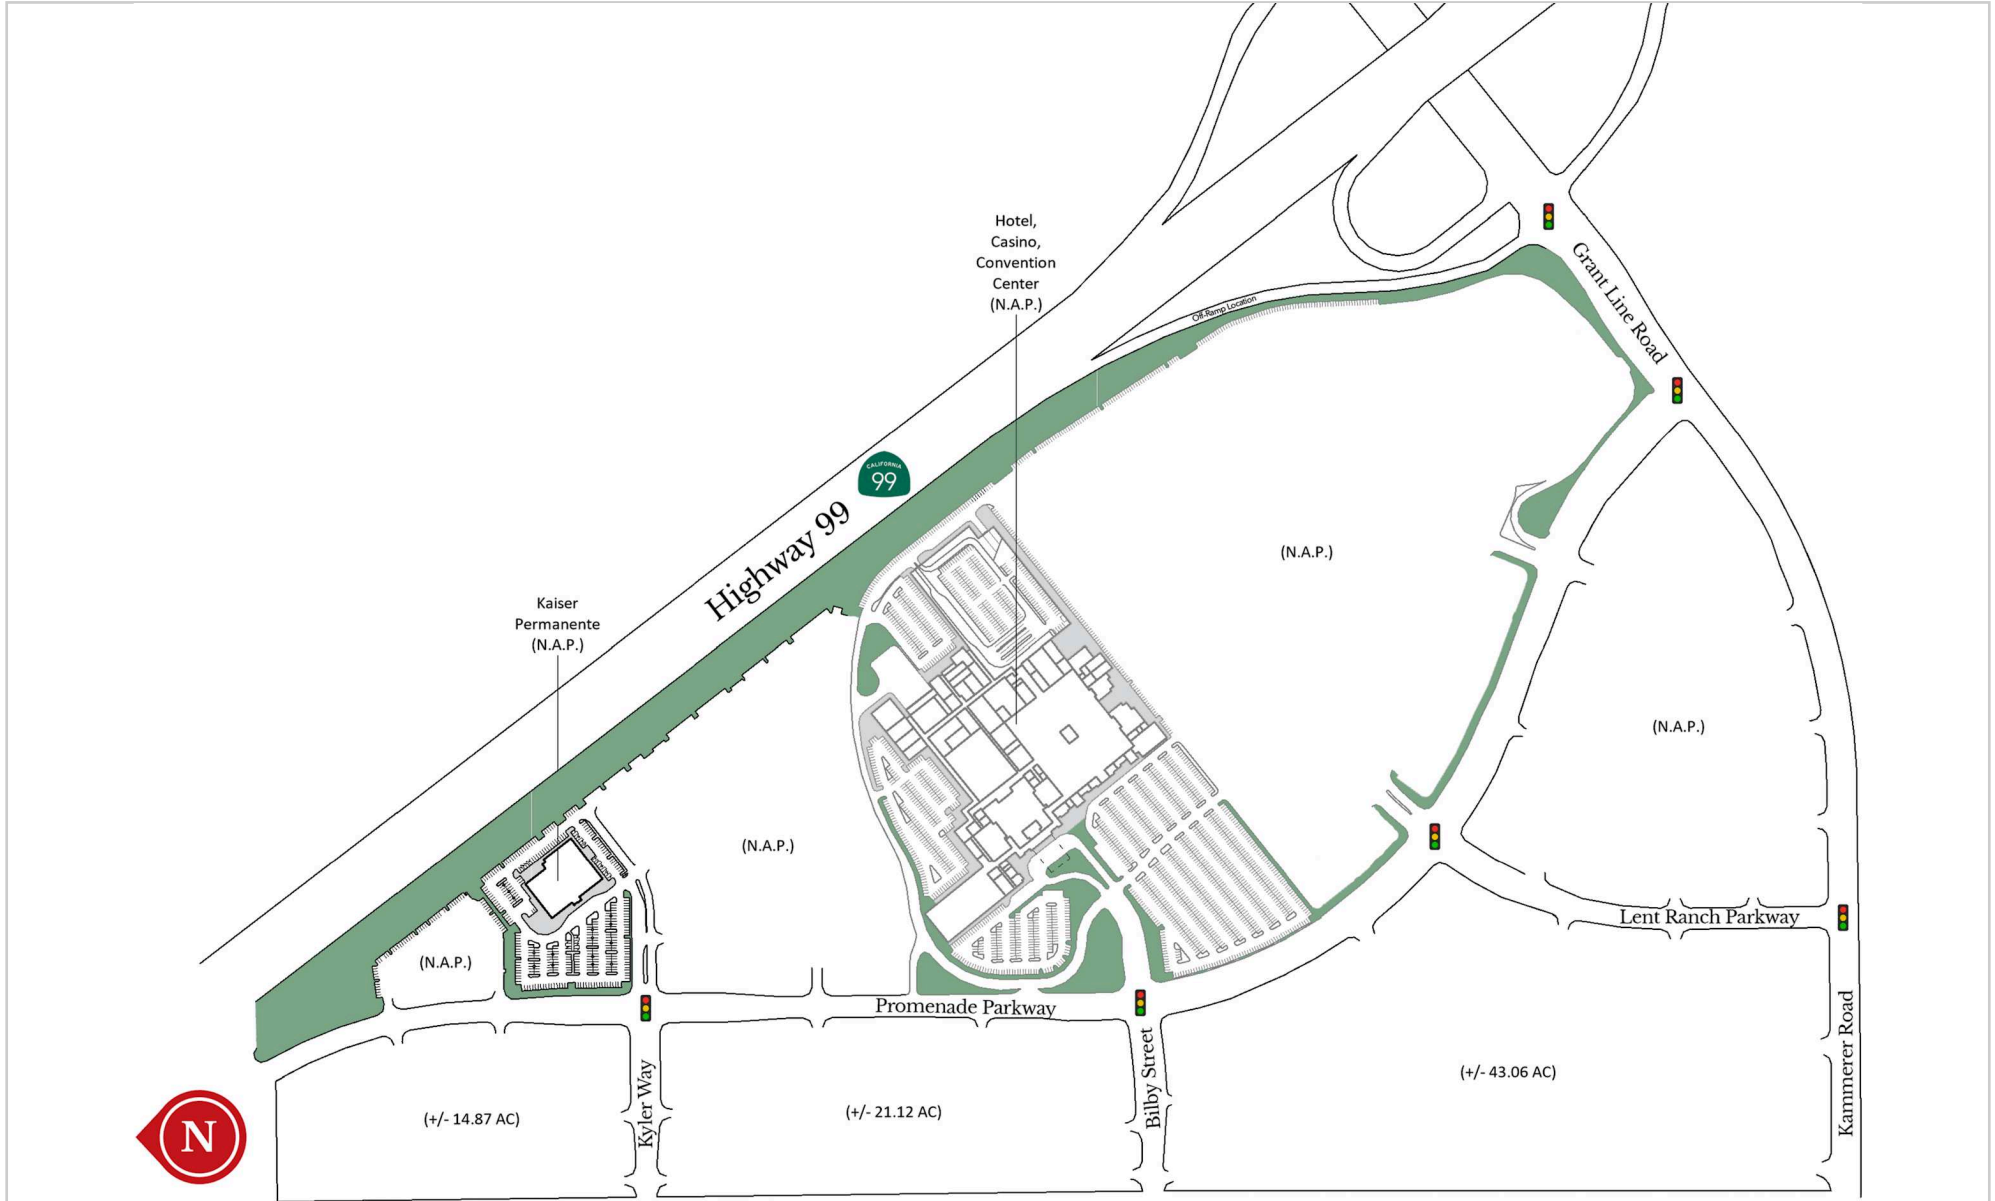 Hotel,
Casino,
Convention
Center
(N.A.P.)
Grant Line Road
Off-Ramp Location
CALIFORNIA
99
Highway 99
(N.A.P.)
Kaiser
Permanente
(N.A.P.)
(N.A.P.)
(N.A.P.)
Lent Ranch Parkway
(N.A.P.)
Promenade Parkway
Kyler Way
Bilby Street
Kammerer Road
(+/- 14.87 AC)
(+/- 21.12 AC)
(+/- 43.06 AC)
N